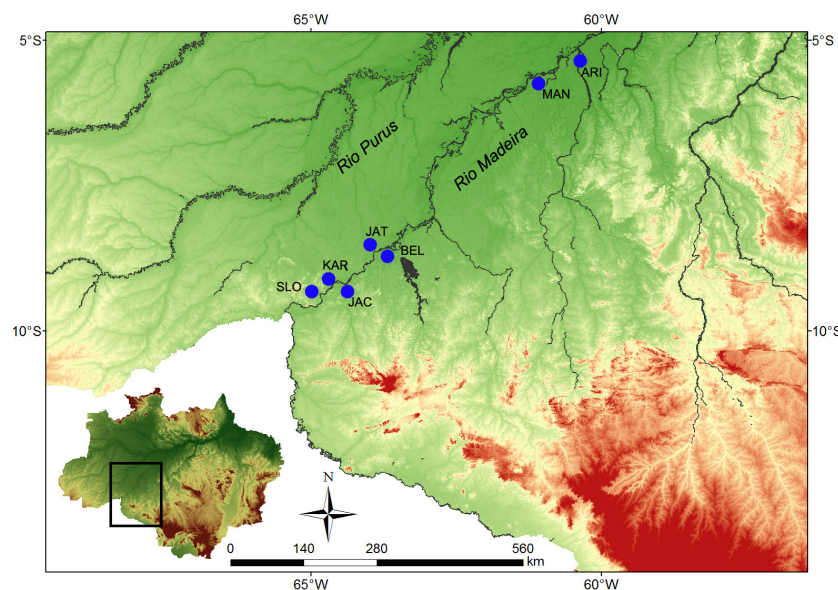 65°W 60°W
5°S 5°S
ARI
MAN
Rio Purus
Rio Madeira
JAT
BEL
KAR
SLO
JAC
10°S 10°S
N
0 140 280 560
km
65°W 60°W